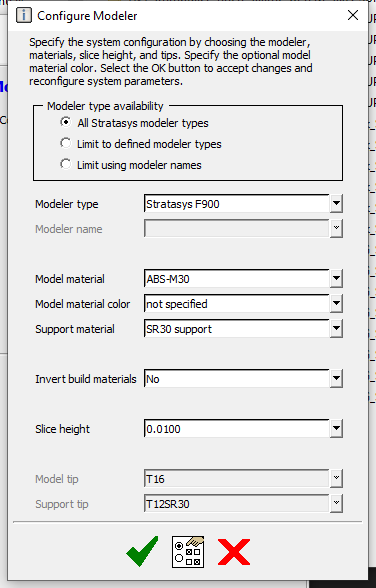 Configure Modeler
Specify the system configuration by choosing the modeler,
materials, slice height, and tips. Specify the optional model
material color. Select the OK button to accept changes and
reconfigure system parameters.
Modeler type availability
All Stratasys modeler types
Limit to defined modeler types
Limit using modeler names
Modeler type Stratasys F900
Modeler name
Model material ABS-M30
Model material color not specified
Support material SR30 support
Invert build materials No
Slice height 0.0100
Model tip T16
Support tip T12SR30